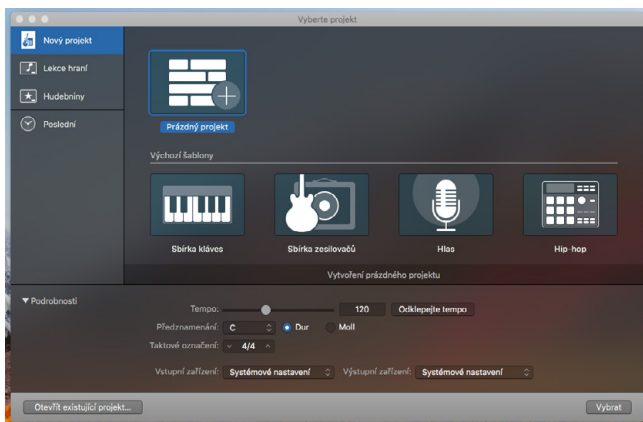 Vyberte projekt
Nový projekt
Lekce hraní
Hudebniny
Poslední
Prázdný projekt
Výchozí šablony
Sbírka kláves
Sbírka zesilovačů
Hlas
Hip-hop
Vytvoření prázdného projektu
Podrobnosti
Tempo: 120 Odklepejte tempo
Předznamenání: C Dur Moll
Taktové označení: 4/4
Vstupní zařízení: Systémové nastavení Výstupní zařízení: Systémové nastavení
Otevřít existující projekt... Vybrat